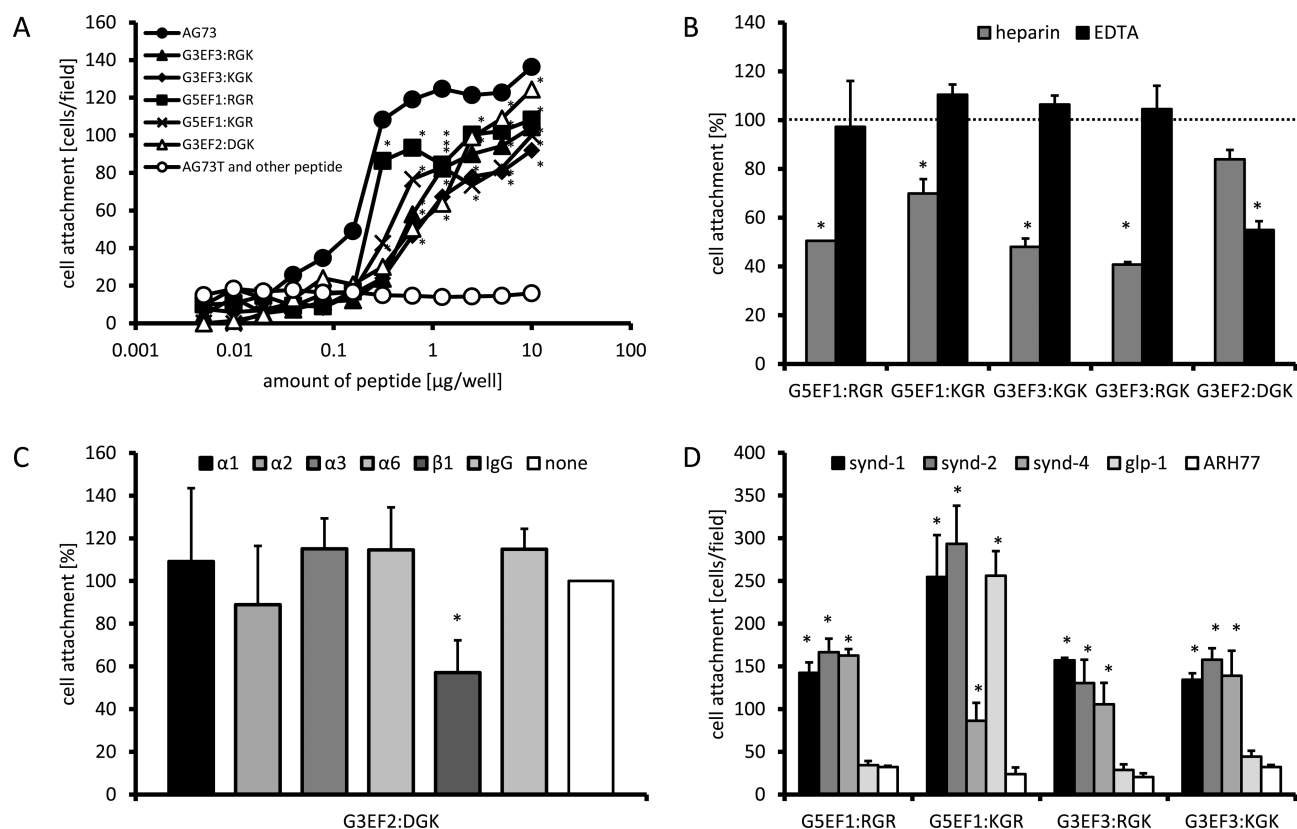 A
cell attachment [cells/field]
160
140
120
100
80
60
40
20
0
AG73
G3EF3:RGK
G3EF3:KGK
G5EF1:RGR
G5EF1:KGR
G3EF2:DGK
AG73T and other peptide
0.001 0.01 0.1 1 10 100
amount of peptide [μg/well]
B
heparin EDTA
cell attachment [%]
140
120
100
80
60
40
20
0
G5EF1:RGR G5EF1:KGR G3EF3:KGK G3EF3:RGK G3EF2:DGK
C
α1 α2 α3 α6 β1 IgG none
cell attachment [%]
160
140
120
100
80
60
40
20
0
G3EF2:DGK
D
synd-1 synd-2 synd-4 glp-1 ARH77
cell attachment [cells/field]
400
350
300
250
200
150
100
50
0
G5EF1:RGR G5EF1:KGR G3EF3:RGK G3EF3:KGK